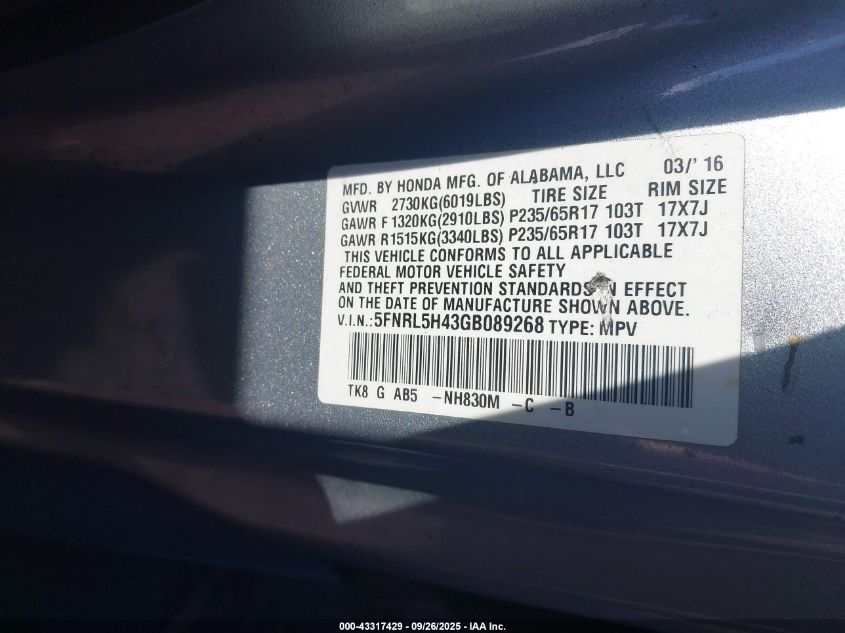 MFD. BY HONDA MFG. OF ALABAMA, LLC 03/' 16
GVWR 2730KG(6019LBS) TIRE SIZE RIM SIZE
GAWR F1320KG(2910LBS) P235/65R17 103T 17X7J
GAWR R1515KG(3340LBS) P235/65R17 103T 17X7J
THIS VEHICLE CONFORMS TO ALL APPLICABLE
FEDERAL MOTOR VEHICLE SAFETY
AND THEFT PREVENTION STANDARDS IN EFFECT
ON THE DATE OF MANUFACTURE SHOWN ABOVE.
V.I.N.:5FNRL5H43GB089268 TYPE: MPV
TK8 G AB5 -NH830M -C -B
000-43317429 - 09/26/2025 - IAA Inc.